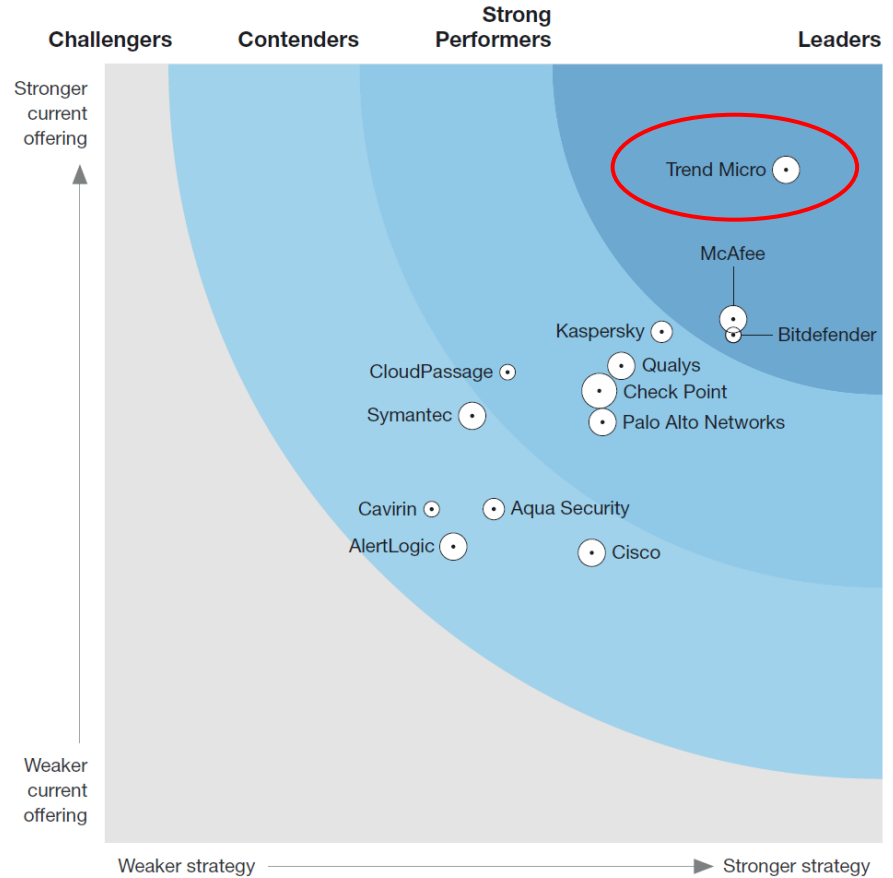 Challengers
Contenders
Strong
Performers
Leaders
Stronger
current
offering
Trend Micro
McAfee
Kaspersky
Bitdefender
Qualys
CloudPassage
Check Point
Symantec
Palo Alto Networks
Cavirin
Aqua Security
AlertLogic
Cisco
Weaker
current
offering
Weaker strategy
Stronger strategy